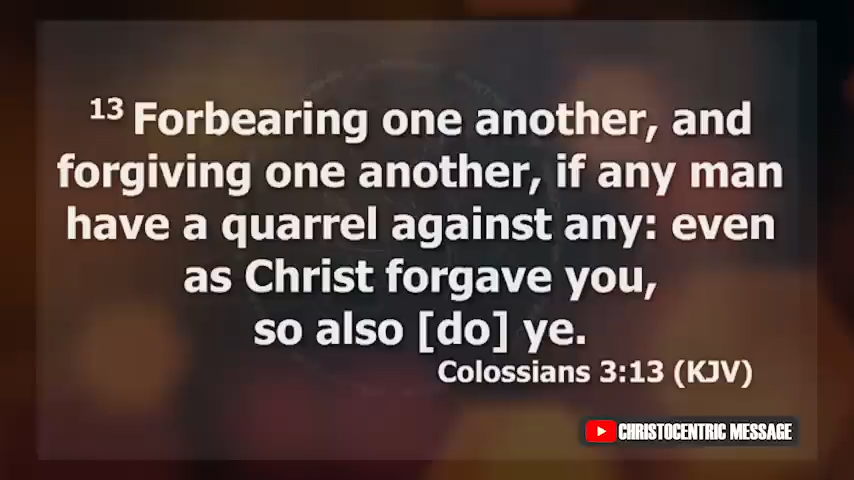 13 Forbearing one another, and
forgiving one another, if any man
have a quarrel against any: even
as Christ forgave you,
so also [do] ye.
Colossians 3:13 (KJV)
CHRISTOCENTRIC MESSAGE